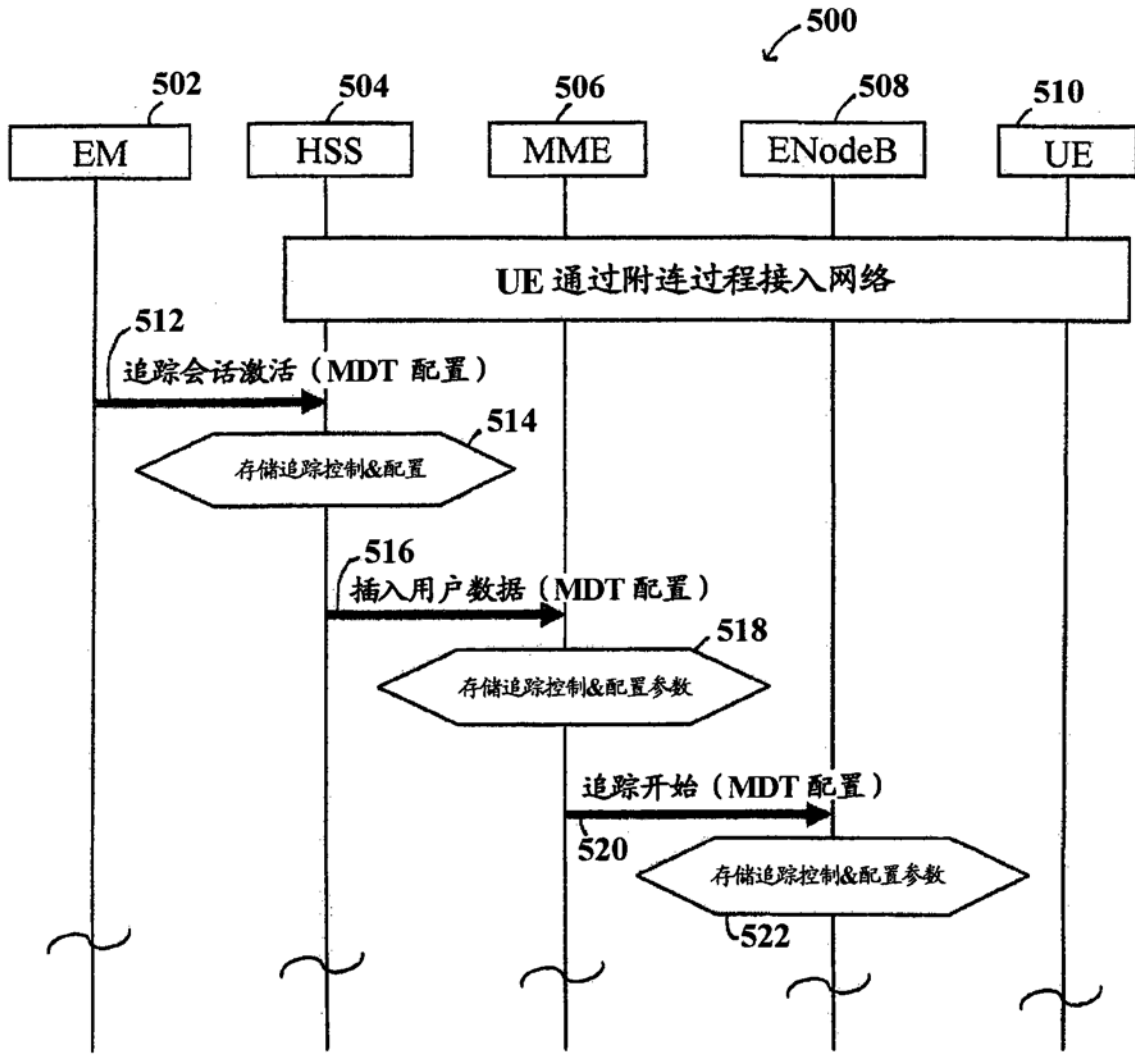 500
502
504
506
508
510
EM
HSS
MME
ENodeB
UE
UE 通过附连过程接入网络
512
追踪会话激活（MDT 配置）
514
存储追踪控制&配置
516
插入用户数据（MDT 配置）
518
存储追踪控制&配置参数
追踪开始（MDT 配置）
520
存储追踪控制&配置参数
522